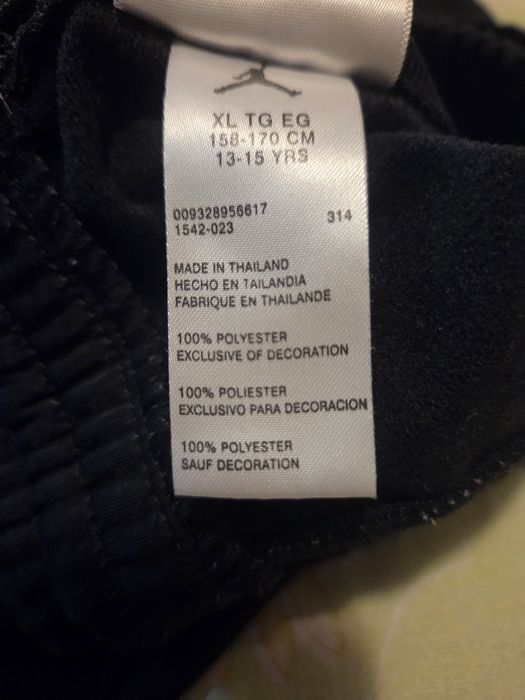 XL TG EG
158-170 CM
13-15 YRS
009328956617 314
1542-023
MADE IN THAILAND
HECHO EN TAILANDIA
FABRIQUE EN THAILANDE
100% POLYESTER
EXCLUSIVE OF DECORATION
100% POLIESTER
EXCLUSIVO PARA DECORACION
100% POLYESTER
SAUF DECORATION